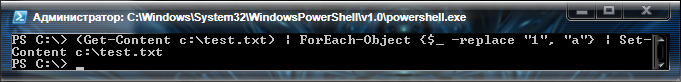 Администратор: C:\Windows\System32\WindowsPowerShell\v1.0\powershell.exe
PS C:\> (Get-Content c:\test.txt) | ForEach-Object {$_ -replace "1", "a"} | Set-
Content c:\test.txt
PS C:\> _